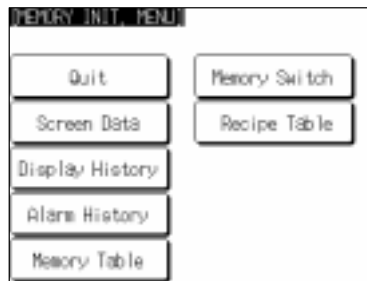 [MEMORY INIT. MENU]
Quit
Memory Switch
Screen Data
Recipe Table
Display History
Alarm History
Memory Table